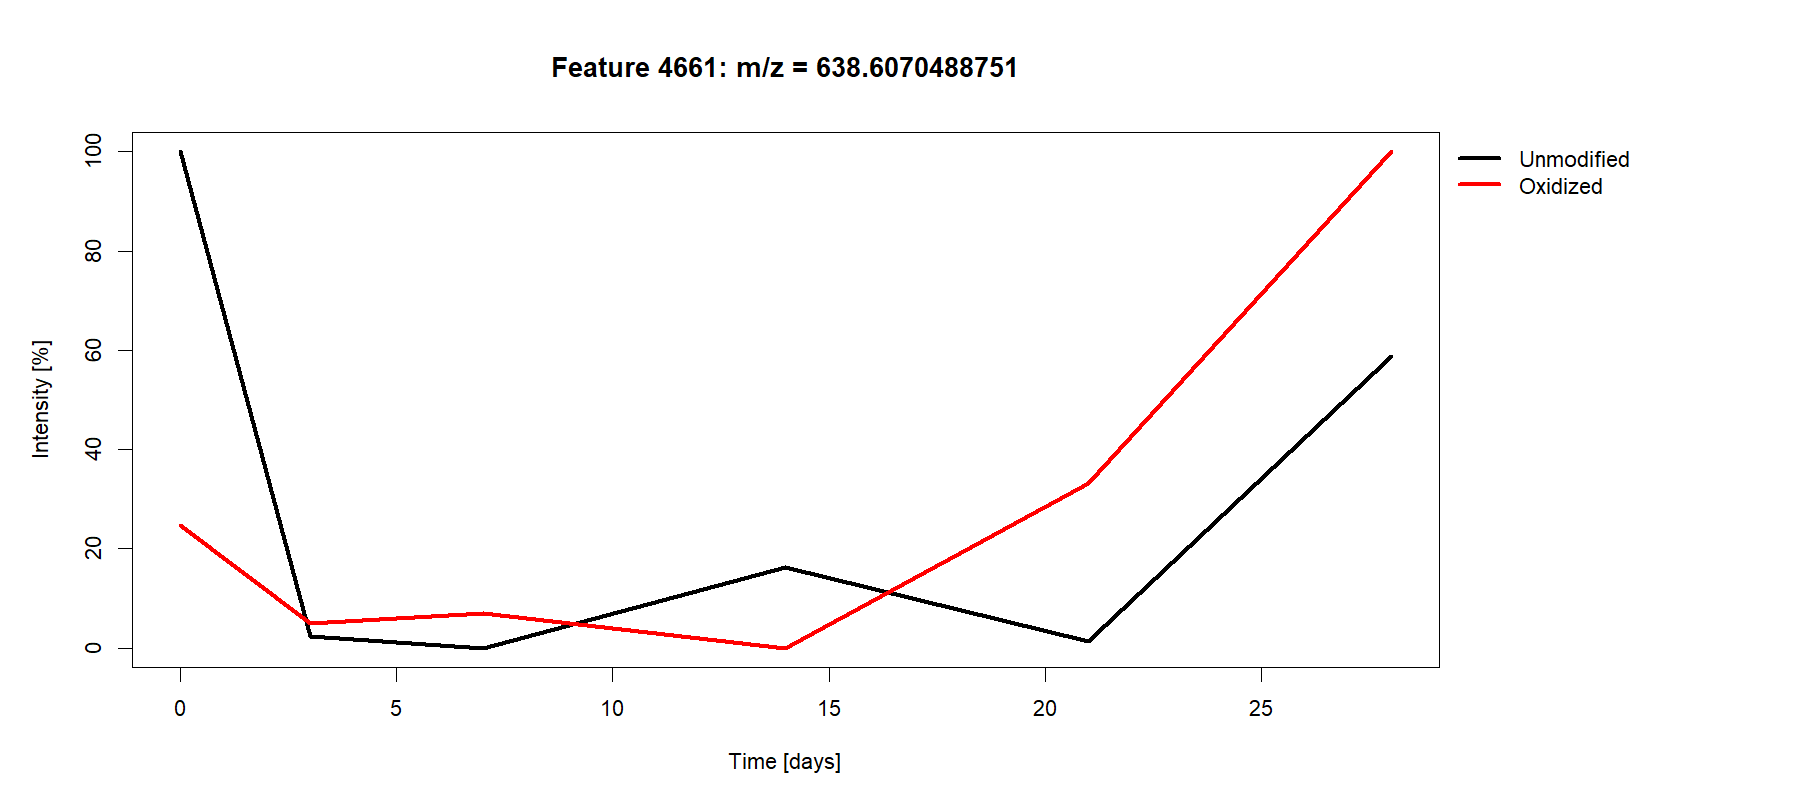 Feature 4661: m/z = 638.6070488751
Unmodified
Oxidized
Intensity [%]
100
80
60
40
20
0
0 5 10 15 20 25
Time [days]